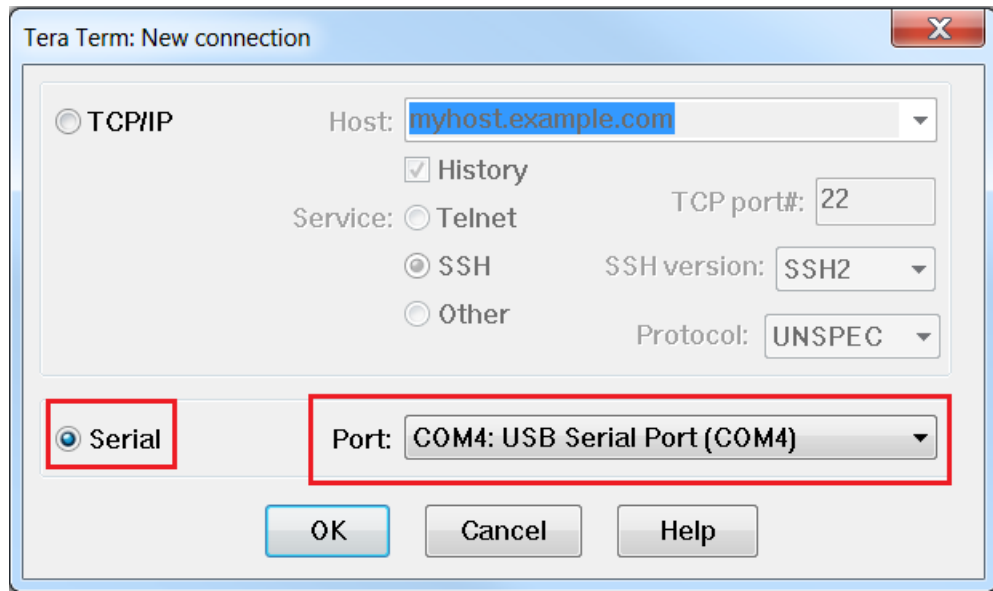 Tera Term: New connection
TCP/IP
Host: myhost.example.com
History
Service: Telnet
TCP port#: 22
SSH
SSH version: SSH2
Other
Protocol: UNSPEC
Serial
Port: COM4: USB Serial Port (COM4)
OK Cancel Help